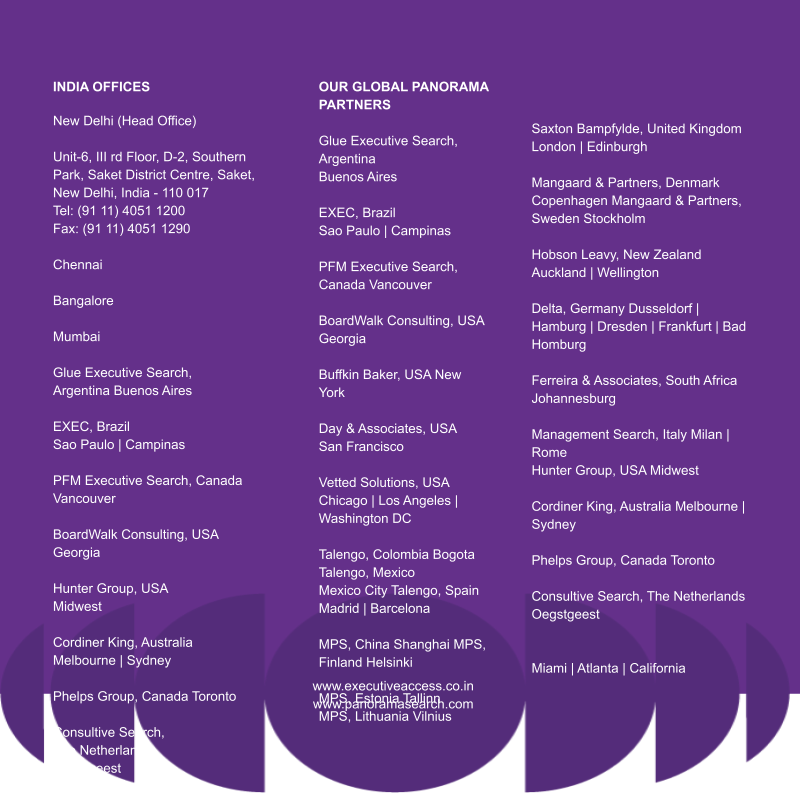 INDIA OFFICES
New Delhi (Head Office)
Unit-6, III rd Floor, D-2, Southern
Park, Saket District Centre, Saket,
New Delhi, India - 110 017
Tel: (91 11) 4051 1200
Fax: (91 11) 4051 1290
Chennai
Bangalore
Mumbai
Glue Executive Search,
Argentina Buenos Aires
EXEC, Brazil
Sao Paulo | Campinas
PFM Executive Search, Canada
Vancouver
BoardWalk Consulting, USA
Georgia
Hunter Group, USA
Midwest
Cordiner King, Australia
Melbourne | Sydney
Phelps Group, Canada Toronto
Consultive Search,
OUR GLOBAL PANORAMA
PARTNERS
Glue Executive Search,
Argentina
Buenos Aires
EXEC, Brazil
Sao Paulo | Campinas
PFM Executive Search,
Canada Vancouver
BoardWalk Consulting, USA
Georgia
Buffkin Baker, USA New
York
Day & Associates, USA
San Francisco
Vetted Solutions, USA
Chicago | Los Angeles |
Washington DC
Talengo, Colombia Bogota
Talengo, Mexico
Mexico City Talengo, Spain
Madrid | Barcelona
MPS, China Shanghai MPS,
Finland Helsinki
www.executiveaccess.co.in
MPS, Estonia Tallinn
www.panoramasearch.com
MPS, Lithuania Vilnius
Saxton Bampfylde, United Kingdom
London | Edinburgh
Mangaard & Partners, Denmark
Copenhagen Mangaard & Partners,
Sweden Stockholm
Hobson Leavy, New Zealand
Auckland | Wellington
Delta, Germany Dusseldorf |
Hamburg | Dresden | Frankfurt | Bad
Homburg
Ferreira & Associates, South Africa
Johannesburg
Management Search, Italy Milan |
Rome
Hunter Group, USA Midwest
Cordiner King, Australia Melbourne |
Sydney
Phelps Group, Canada Toronto
Consultive Search, The Netherlands
Oegstgeest
Miami | Atlanta | California